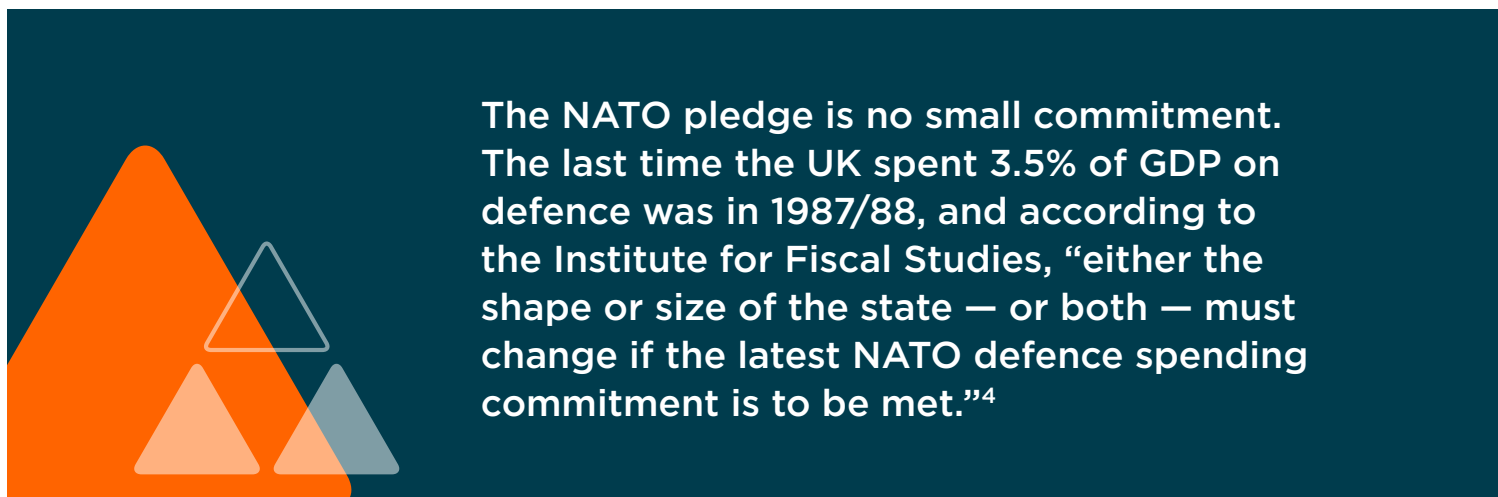 The NATO pledge is no small commitment.
The last time the UK spent 3.5% of GDP on
defence was in 1987/88, and according to
the Institute for Fiscal Studies, “either the
shape or size of the state — or both — must
change if the latest NATO defence spending
commitment is to be met.”⁴